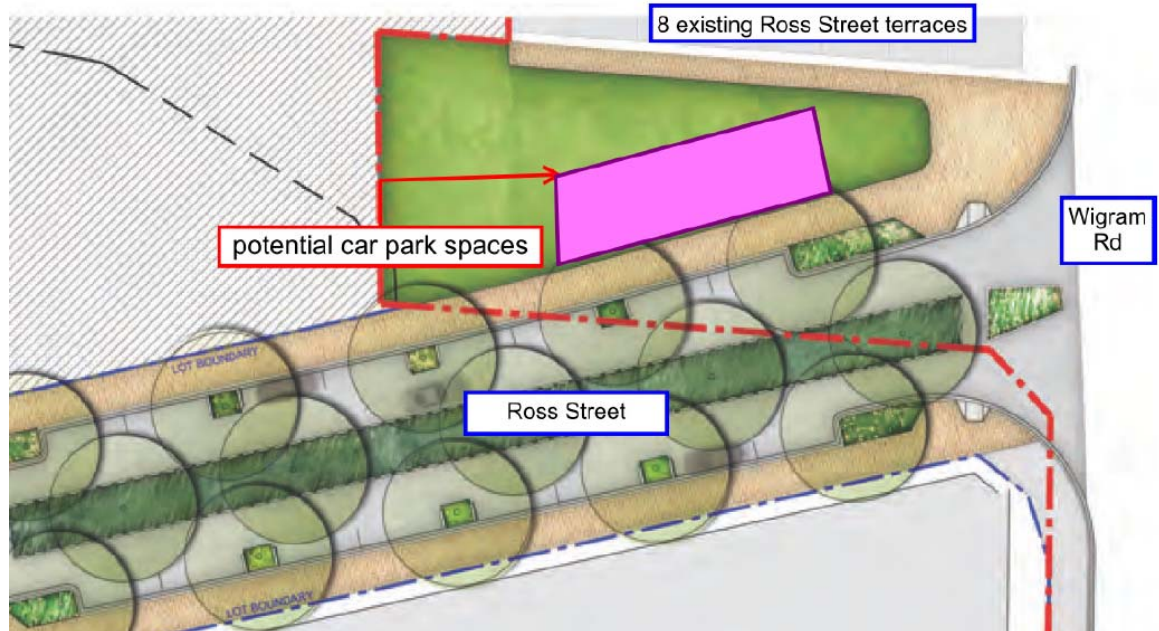 8 existing Ross Street terraces
Wigram
Rd
potential car park spaces
LOT BOUNDARY
Ross Street
LOT BOUNDARY